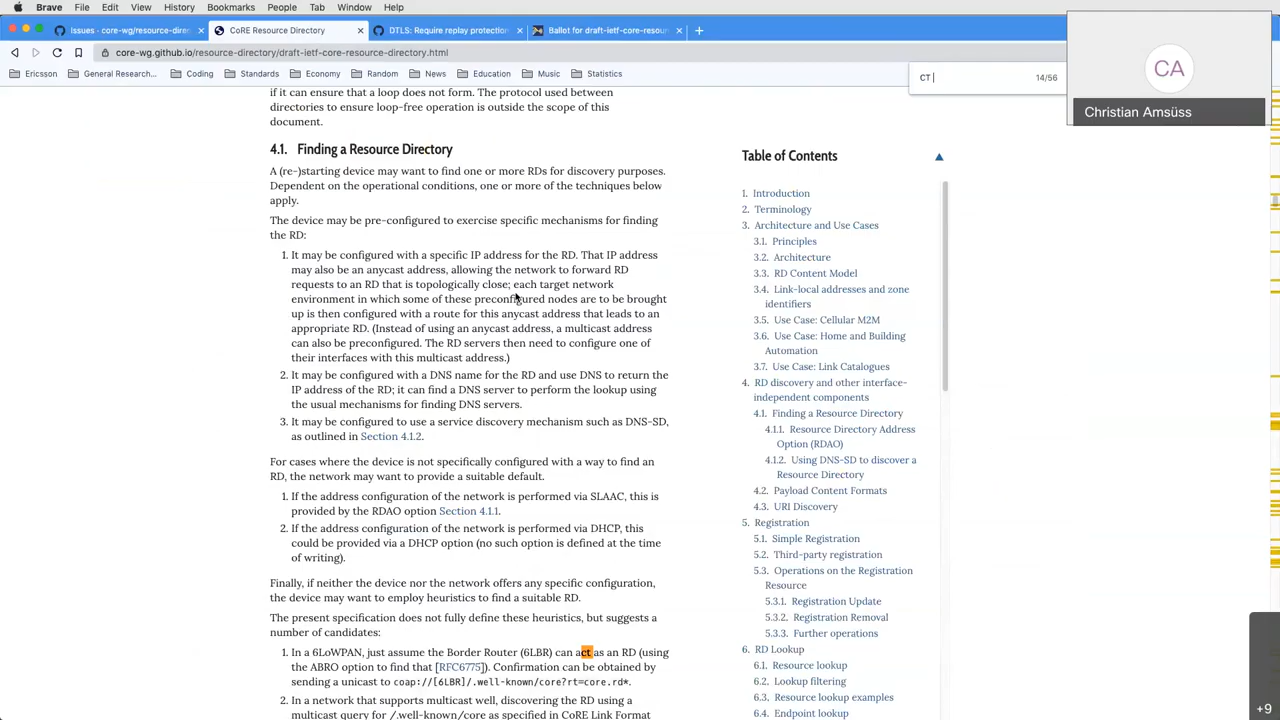 Brave File Edit View History Bookmarks People Tab Window Help
Issues · core-wg/resource-direc
CoRE Resource Directory
DTLS: Require replay protection
Ballot for draft-ietf-core-resour
core-wg.github.io/resource-directory/draft-ietf-core-resource-directory.html
Ericsson General Research... Coding Standards Economy Random News Education Music Statistics
CT 14/56
CA
Christian Amsüss
if it can ensure that a loop does not form. The protocol used between
directories to ensure loop-free operation is outside the scope of this
document.
4.1. Finding a Resource Directory
A (re-)starting device may want to find one or more RDs for discovery purposes.
Dependent on the operational conditions, one or more of the techniques below
apply.
The device may be pre-configured to exercise specific mechanisms for finding
the RD:
1. It may be configured with a specific IP address for the RD. That IP address
may also be an anycast address, allowing the network to forward RD
requests to an RD that is topologically close; each target network
environment in which some of these preconfigured nodes are to be brought
up is then configured with a route for this anycast address that leads to an
appropriate RD. (Instead of using an anycast address, a multicast address
can also be preconfigured. The RD servers then need to configure one of
their interfaces with this multicast address.)
2. It may be configured with a DNS name for the RD and use DNS to return the
IP address of the RD; it can find a DNS server to perform the lookup using
the usual mechanisms for finding DNS servers.
3. It may be configured to use a service discovery mechanism such as DNS-SD,
as outlined in Section 4.1.2.
For cases where the device is not specifically configured with a way to find an
RD, the network may want to provide a suitable default.
1. If the address configuration of the network is performed via SLAAC, this is
provided by the RDAO option Section 4.1.1.
2. If the address configuration of the network is performed via DHCP, this
could be provided via a DHCP option (no such option is defined at the time
of writing).
Finally, if neither the device nor the network offers any specific configuration,
the device may want to employ heuristics to find a suitable RD.
The present specification does not fully define these heuristics, but suggests a
number of candidates:
1. In a 6LoWPAN, just assume the Border Router (6LBR) can act as an RD (using
the ABRO option to find that [RFC6775]). Confirmation can be obtained by
sending a unicast to coap://[6LBR]/.well-known/core?rt=core.rd*.
2. In a network that supports multicast well, discovering the RD using a
multicast query for /.well-known/core as specified in CoRE Link Format
Table of Contents
1. Introduction
2. Terminology
3. Architecture and Use Cases
3.1. Principles
3.2. Architecture
3.3. RD Content Model
3.4. Link-local addresses and zone
identifiers
3.5. Use Case: Cellular M2M
3.6. Use Case: Home and Building
Automation
3.7. Use Case: Link Catalogues
4. RD discovery and other interface-
independent components
4.1. Finding a Resource Directory
4.1.1. Resource Directory Address
Option (RDAO)
4.1.2. Using DNS-SD to discover a
Resource Directory
4.2. Payload Content Formats
4.3. URI Discovery
5. Registration
5.1. Simple Registration
5.2. Third-party registration
5.3. Operations on the Registration
Resource
5.3.1. Registration Update
5.3.2. Registration Removal
5.3.3. Further operations
6. RD Lookup
6.1. Resource lookup
6.2. Lookup filtering
6.3. Resource lookup examples
6.4. Endpoint lookup
+9